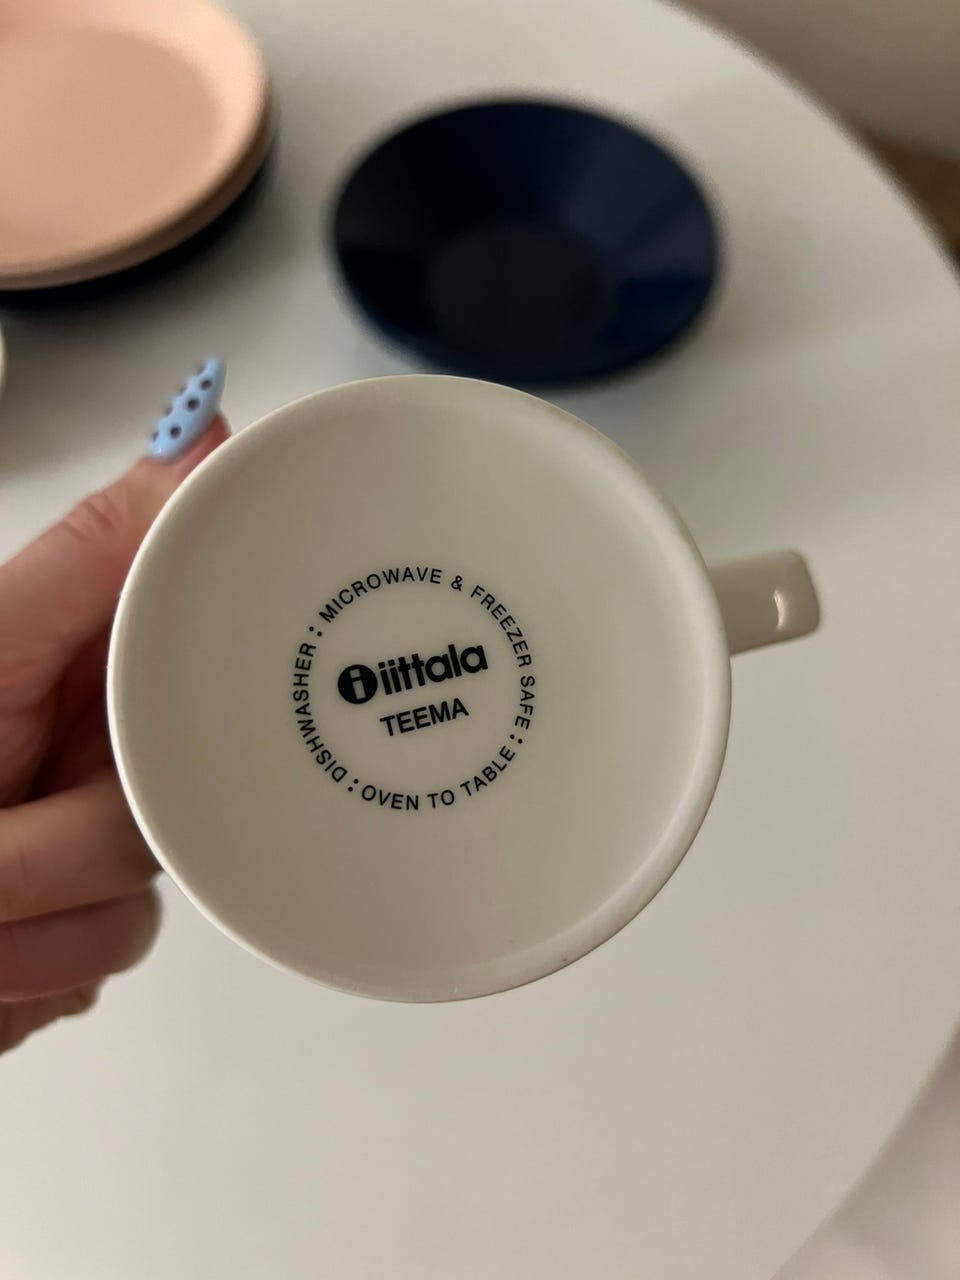 MICROWAVE & FREEZER SAFE : OVEN TO TABLE : DISHWASHER :
iittala
TEEMA